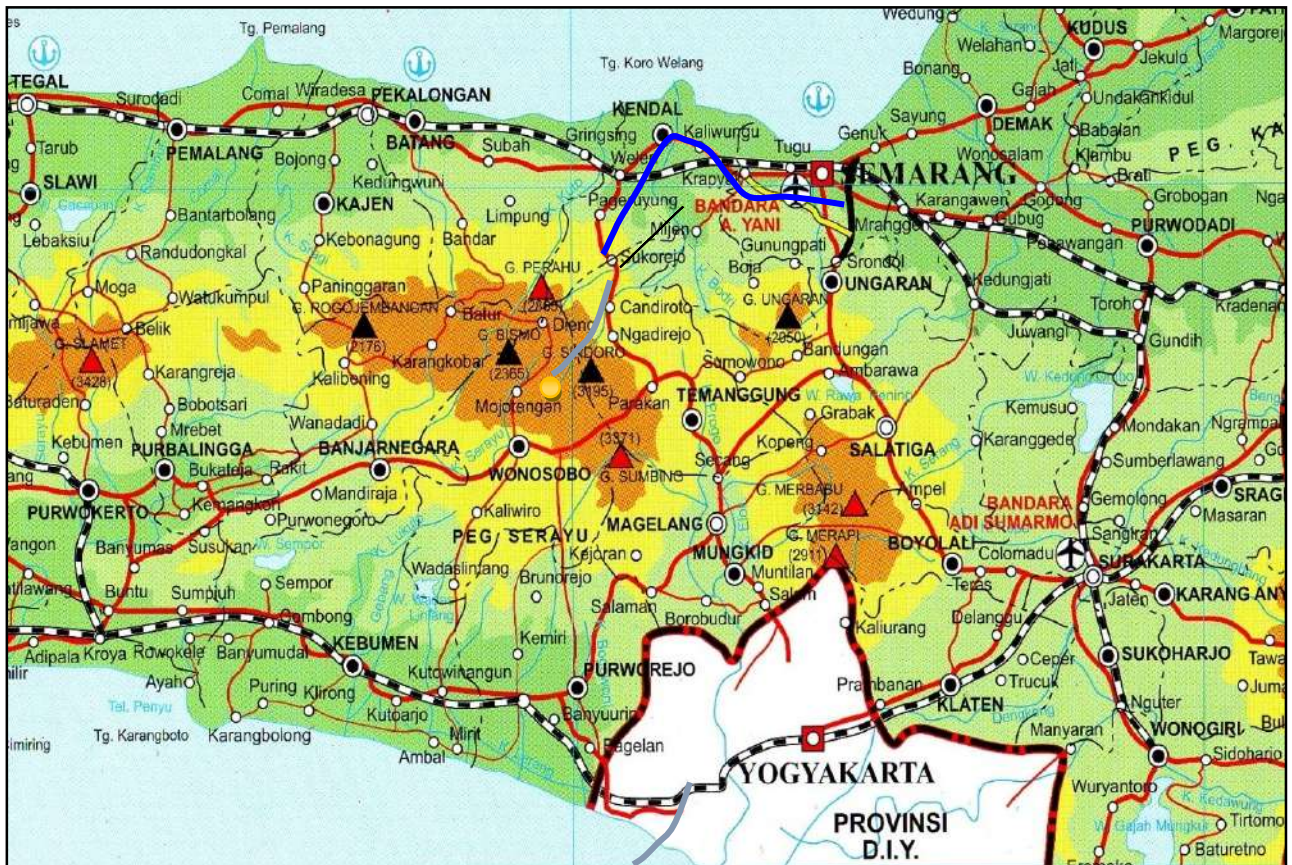 Tg. Pemalang
Wedung
Welahan
KUDUS
Margorej
Jekulo
Jati
TEGAL
Surodadi
Comal
Wiradesa
PEKALONGAN
Tg. Koro Welang
KENDAL
Kaliwungu
Bonang
Gajah
Undakankidul
Tarub
PEMALANG
BATANG
Gringsing
Subah
Tugu
Genuk
Sayung
DEMAK
Babalan
Wonosalam
Klambu
PEG. KA
SLAWI
Bojong
Kedungwuni
KAJEN
Limpung
Krapyak
SEMARANG
Brati
Grobogan
Bantarbolang
BANDARA
A. YANI
Mijen
Mranggen
Karangawen
Gubug
Godong
PURWODADI
Lebaksiu
Randudongkal
Kebonagung
Bandar
Sukorejo
Gunungpati
Penawangan
Moga
Watukumpul
Paninggaran
G. PERAHU
Boja
Srondol
UNGARAN
Kedungjati
Toroh
Kradenan
Belik
G. ROGOJEMBANGAN
(2176)
Batur
Dieng
Candiroto
G. UNGARAN
(2050)
Juwangi
Gundih
G. SLAMET
(3428)
Karangreja
Karangkobar
G. BISMO
(2365)
G. SINDORO
(3195)
Ngadirejo
Sumowono
Bandungan
Ambarawa
Kalibening
Baturaden
Bobotsari
Mojotengah
Parakan
TEMANGGUNG
W. Rawa Pening
Kemusu
Kebumen
Mrebet
Wanadadi
Grabak
Mondakan
PURBALINGGA
BANJARNEGARA
K. Serayu
WONOSOBO
(3371)
G. SUMBING
Secang
Kopeng
SALATIGA
Karanggede
Sumberlawang
Bukateja
Rakit
Kemangkon
Mandiraja
G. MERBABU
(3142)
Ampel
K. Serang
BANDARA
ADI SUMARMO
Gemolong
SRAG
Masaran
PURWOKERTO
Purwonegoro
Kaliwiro
MAGELANG
Sangkan
Banyumas
Susukan
W. Sempor
PEG. SERAYU
Kejoran
MUNGKID
G. MERAPI
(2911)
BOYOLALI
Colomadu
SURAKARTA
Buntu
Sumpiuh
Sempor
Wadaslintang
Brunorejo
Muntilan
Teras
Jaten
KARANG ANY
Gombong
Salaman
Borobudur
Salam
Kaliurang
Delanggu
Adipala
Kroya
Rowokele
Banyumudal
KEBUMEN
Kutowinangun
Kemiri
PURWOREJO
Ceper
SUKOHARJO
Tawa
Ayah
Puring
Klirong
Prambanan
Trucuk
KLATEN
Tel. Penyu
Tg. Karangboto
Karangbolong
Kutoarjo
Ambal
Mirit
Banyuurip
Bagelan
Nguter
Manyaran
WONOGIRI
YOGYAKARTA
Sidoharjo
Wuryantoro
K. Kedawung
PROVINSI
D.I.Y.
W. Gajah Mungkur
Tirtomo
Baturetno